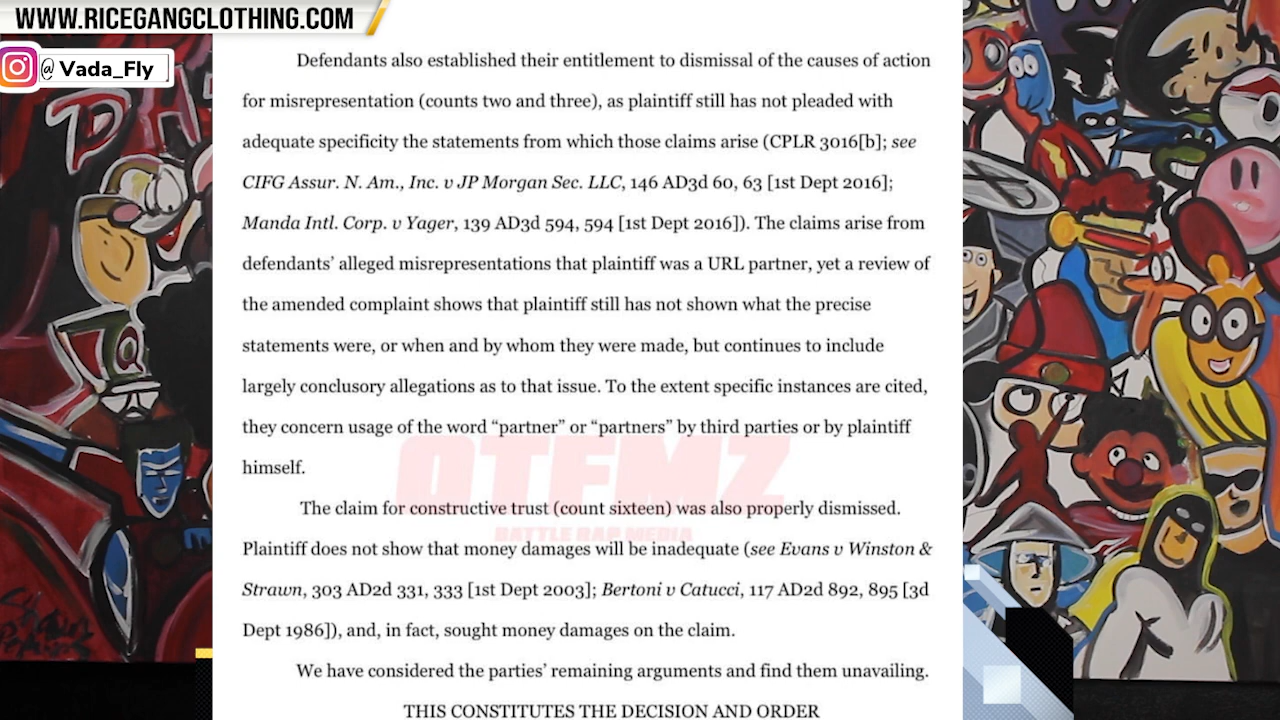 WWW.RICEGANGCLOTHING.COM
@ Vada_Fly
Defendants also established their entitlement to dismissal of the causes of action
for misrepresentation (counts two and three), as plaintiff still has not pleaded with
adequate specificity the statements from which those claims arise (CPLR 3016[b]; see
CIFG Assur. N. Am., Inc. v JP Morgan Sec. LLC, 146 AD3d 60, 63 [1st Dept 2016];
Manda Intl. Corp. v Yager, 139 AD3d 594, 594 [1st Dept 2016]). The claims arise from
defendants’ alleged misrepresentations that plaintiff was a URL partner, yet a review of
the amended complaint shows that plaintiff still has not shown what the precise
statements were, or when and by whom they were made, but continues to include
largely conclusory allegations as to that issue. To the extent specific instances are cited,
they concern usage of the word “partner” or “partners” by third parties or by plaintiff
himself.
The claim for constructive trust (count sixteen) was also properly dismissed.
Plaintiff does not show that money damages will be inadequate (see Evans v Winston &
Strawn, 303 AD2d 331, 333 [1st Dept 2003]; Bertoni v Catucci, 117 AD2d 892, 895 [3d
Dept 1986]), and, in fact, sought money damages on the claim.
We have considered the parties’ remaining arguments and find them unavailing.
THIS CONSTITUTES THE DECISION AND ORDER
OTFMZ
BATTLE RAP MEDIA